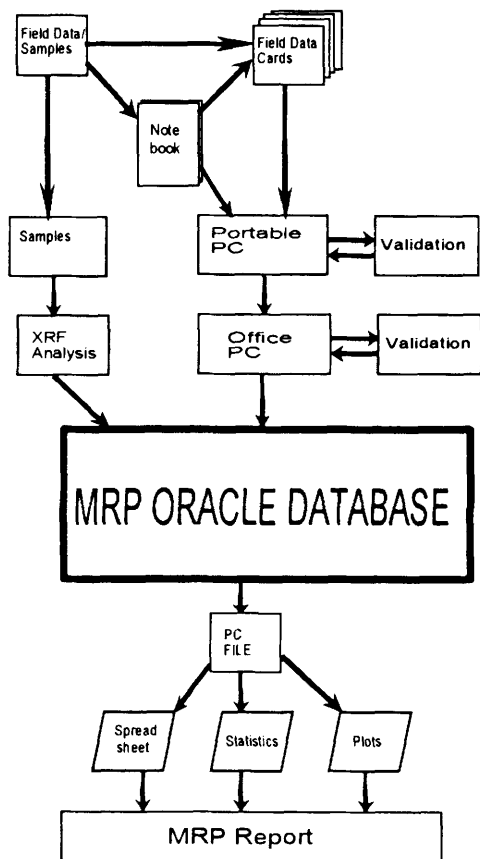 Field Data/
Samples
Field Data
Cards
Note
book
Samples
Portable
PC
Validation
XRF
Analysis
Office
PC
Validation
MRP ORACLE DATABASE
PC
FILE
Spread
sheet
Statistics
Plots
MRP Report